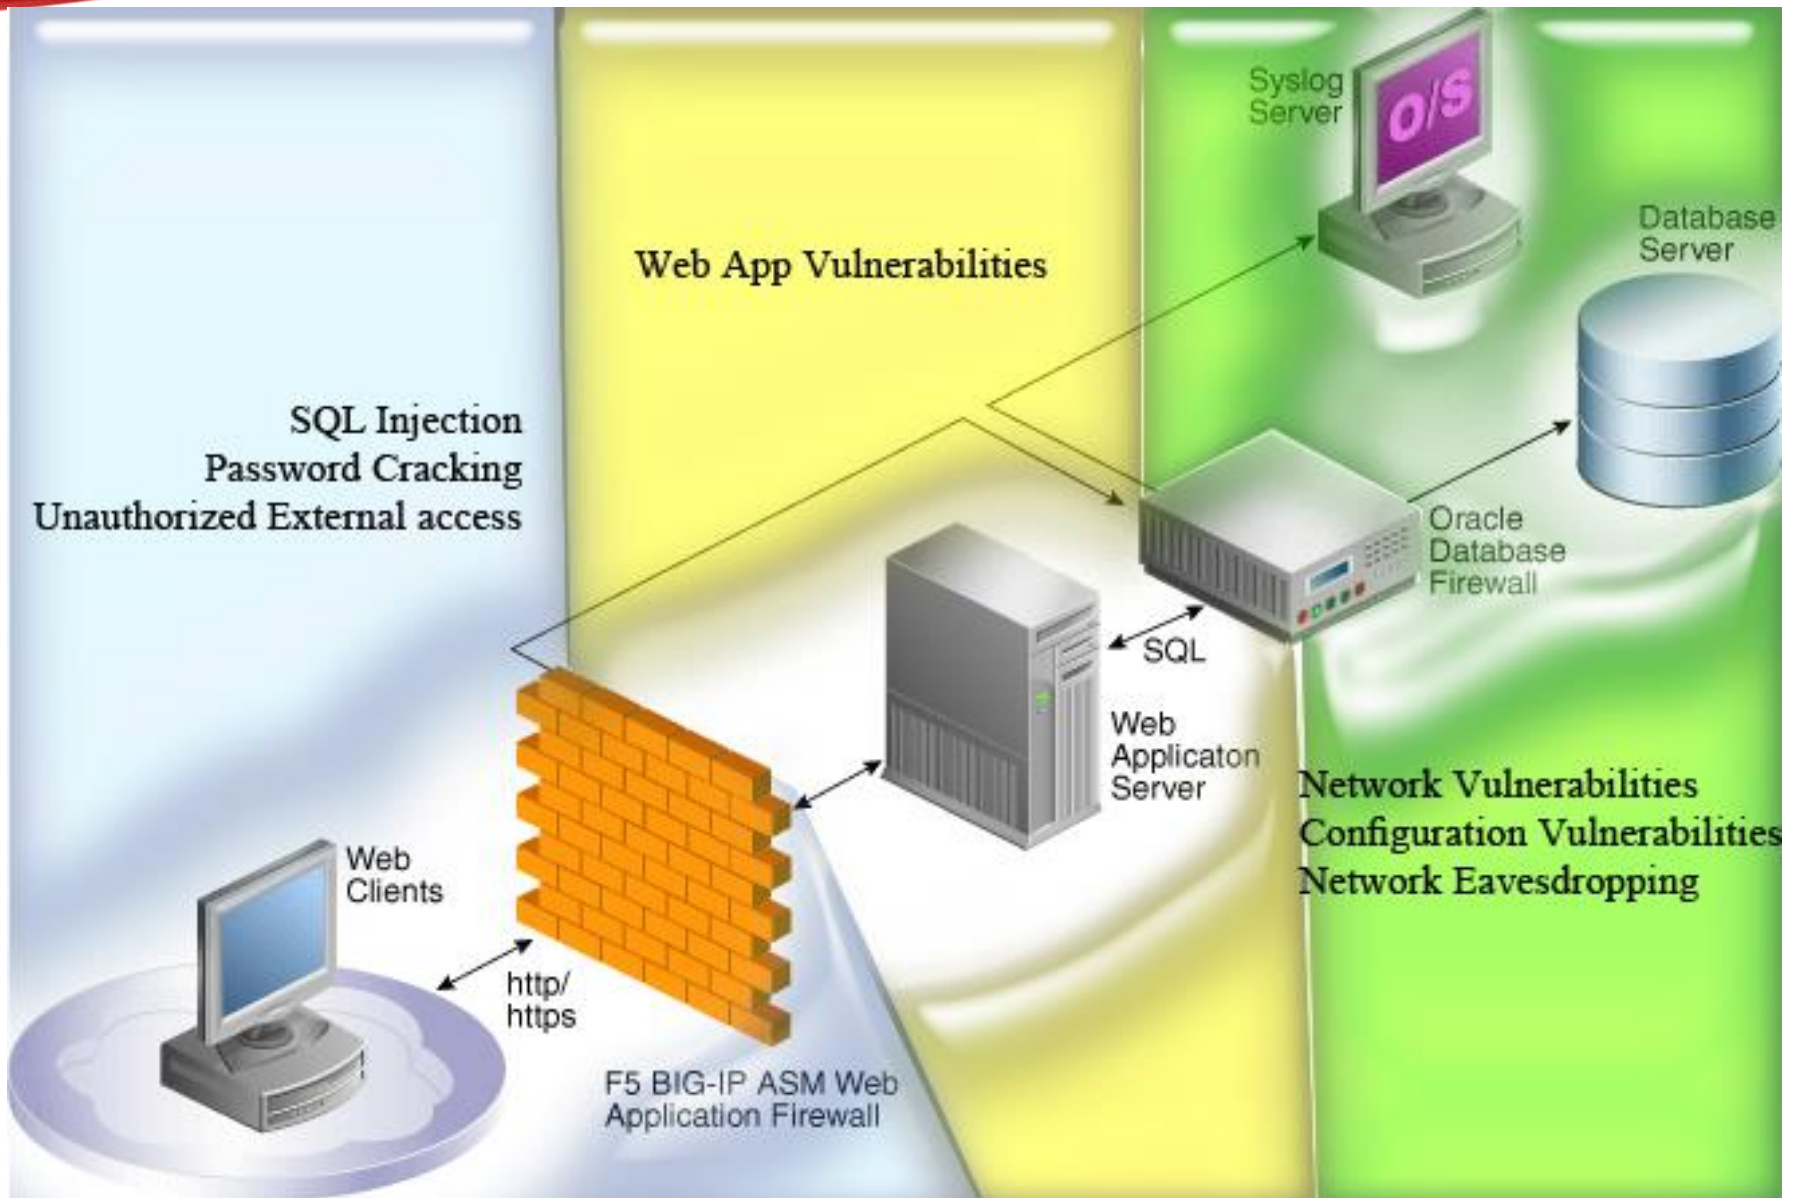 Syslog
Server
O/S
Database
Server
Web App Vulnerabilities
SQL Injection
Password Cracking
Unauthorized External access
Oracle
Database
Firewall
SQL
Web
Applicaton
Server
Network Vulnerabilities
Configuration Vulnerabilities
Network Eavesdropping
Web
Clients
http/
https
F5 BIG-IP ASM Web
Application Firewall